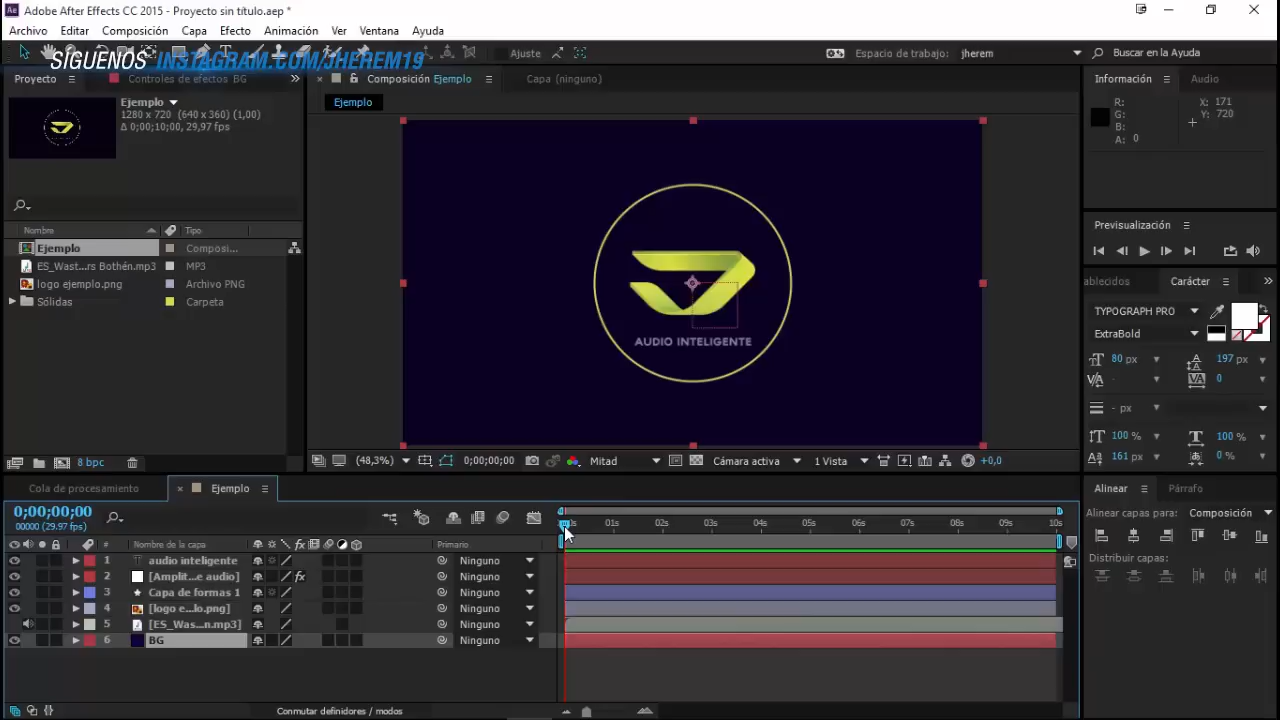 Adobe After Effects CC 2015 - Proyecto sin título.aep *
Archivo Editar Composición Capa Efecto Animación Ver Ventana Ayuda
SÍGUENOS INSTAGRAM.COM/JHEREM19
Ajuste
Espacio de trabajo: jherem
Buscar en la Ayuda
Proyecto
Controles de efectos BG
Ejemplo
1280 x 720 (640 x 360) (1,00)
Δ 0;00;10;00, 29,97 fps
Nombre Tipo
Ejemplo Composi...
ES_Wast...rs Bothén.mp3 MP3
logo ejemplo.png Archivo PNG
Sólidas Carpeta
8 bpc
Composición Ejemplo
Capa (ninguno)
Ejemplo
AUDIO INTELIGENTE
(48,3%) 0;00;00;00 Mitad Cámara activa 1 Vista +0,0
Información Audio
R: X: 171
G: Y: 720
B:
A: 0
Previsualización
ablecidos Carácter
TYPOGRAPH PRO
ExtraBold
80 px 197 px
- 0
- px
100 % 100 %
161 px 0 %
Cola de procesamiento
Ejemplo
0;00;00;00
00000 (29.97 fps)
01s 02s 03s 04s 05s 06s 07s 08s 09s 10s
# Nombre de la capa fx Primario
1 audio inteligente Ninguno
2 [Amplit...e audio] fx Ninguno
3 Capa de formas 1 Ninguno
4 [logo e...lo.png] Ninguno
5 [ES_Was...n.mp3] Ninguno
6 BG Ninguno
Conmutar definidores / modos
Alinear Párrafo
Alinear capas: Composición
Distribuir capas: